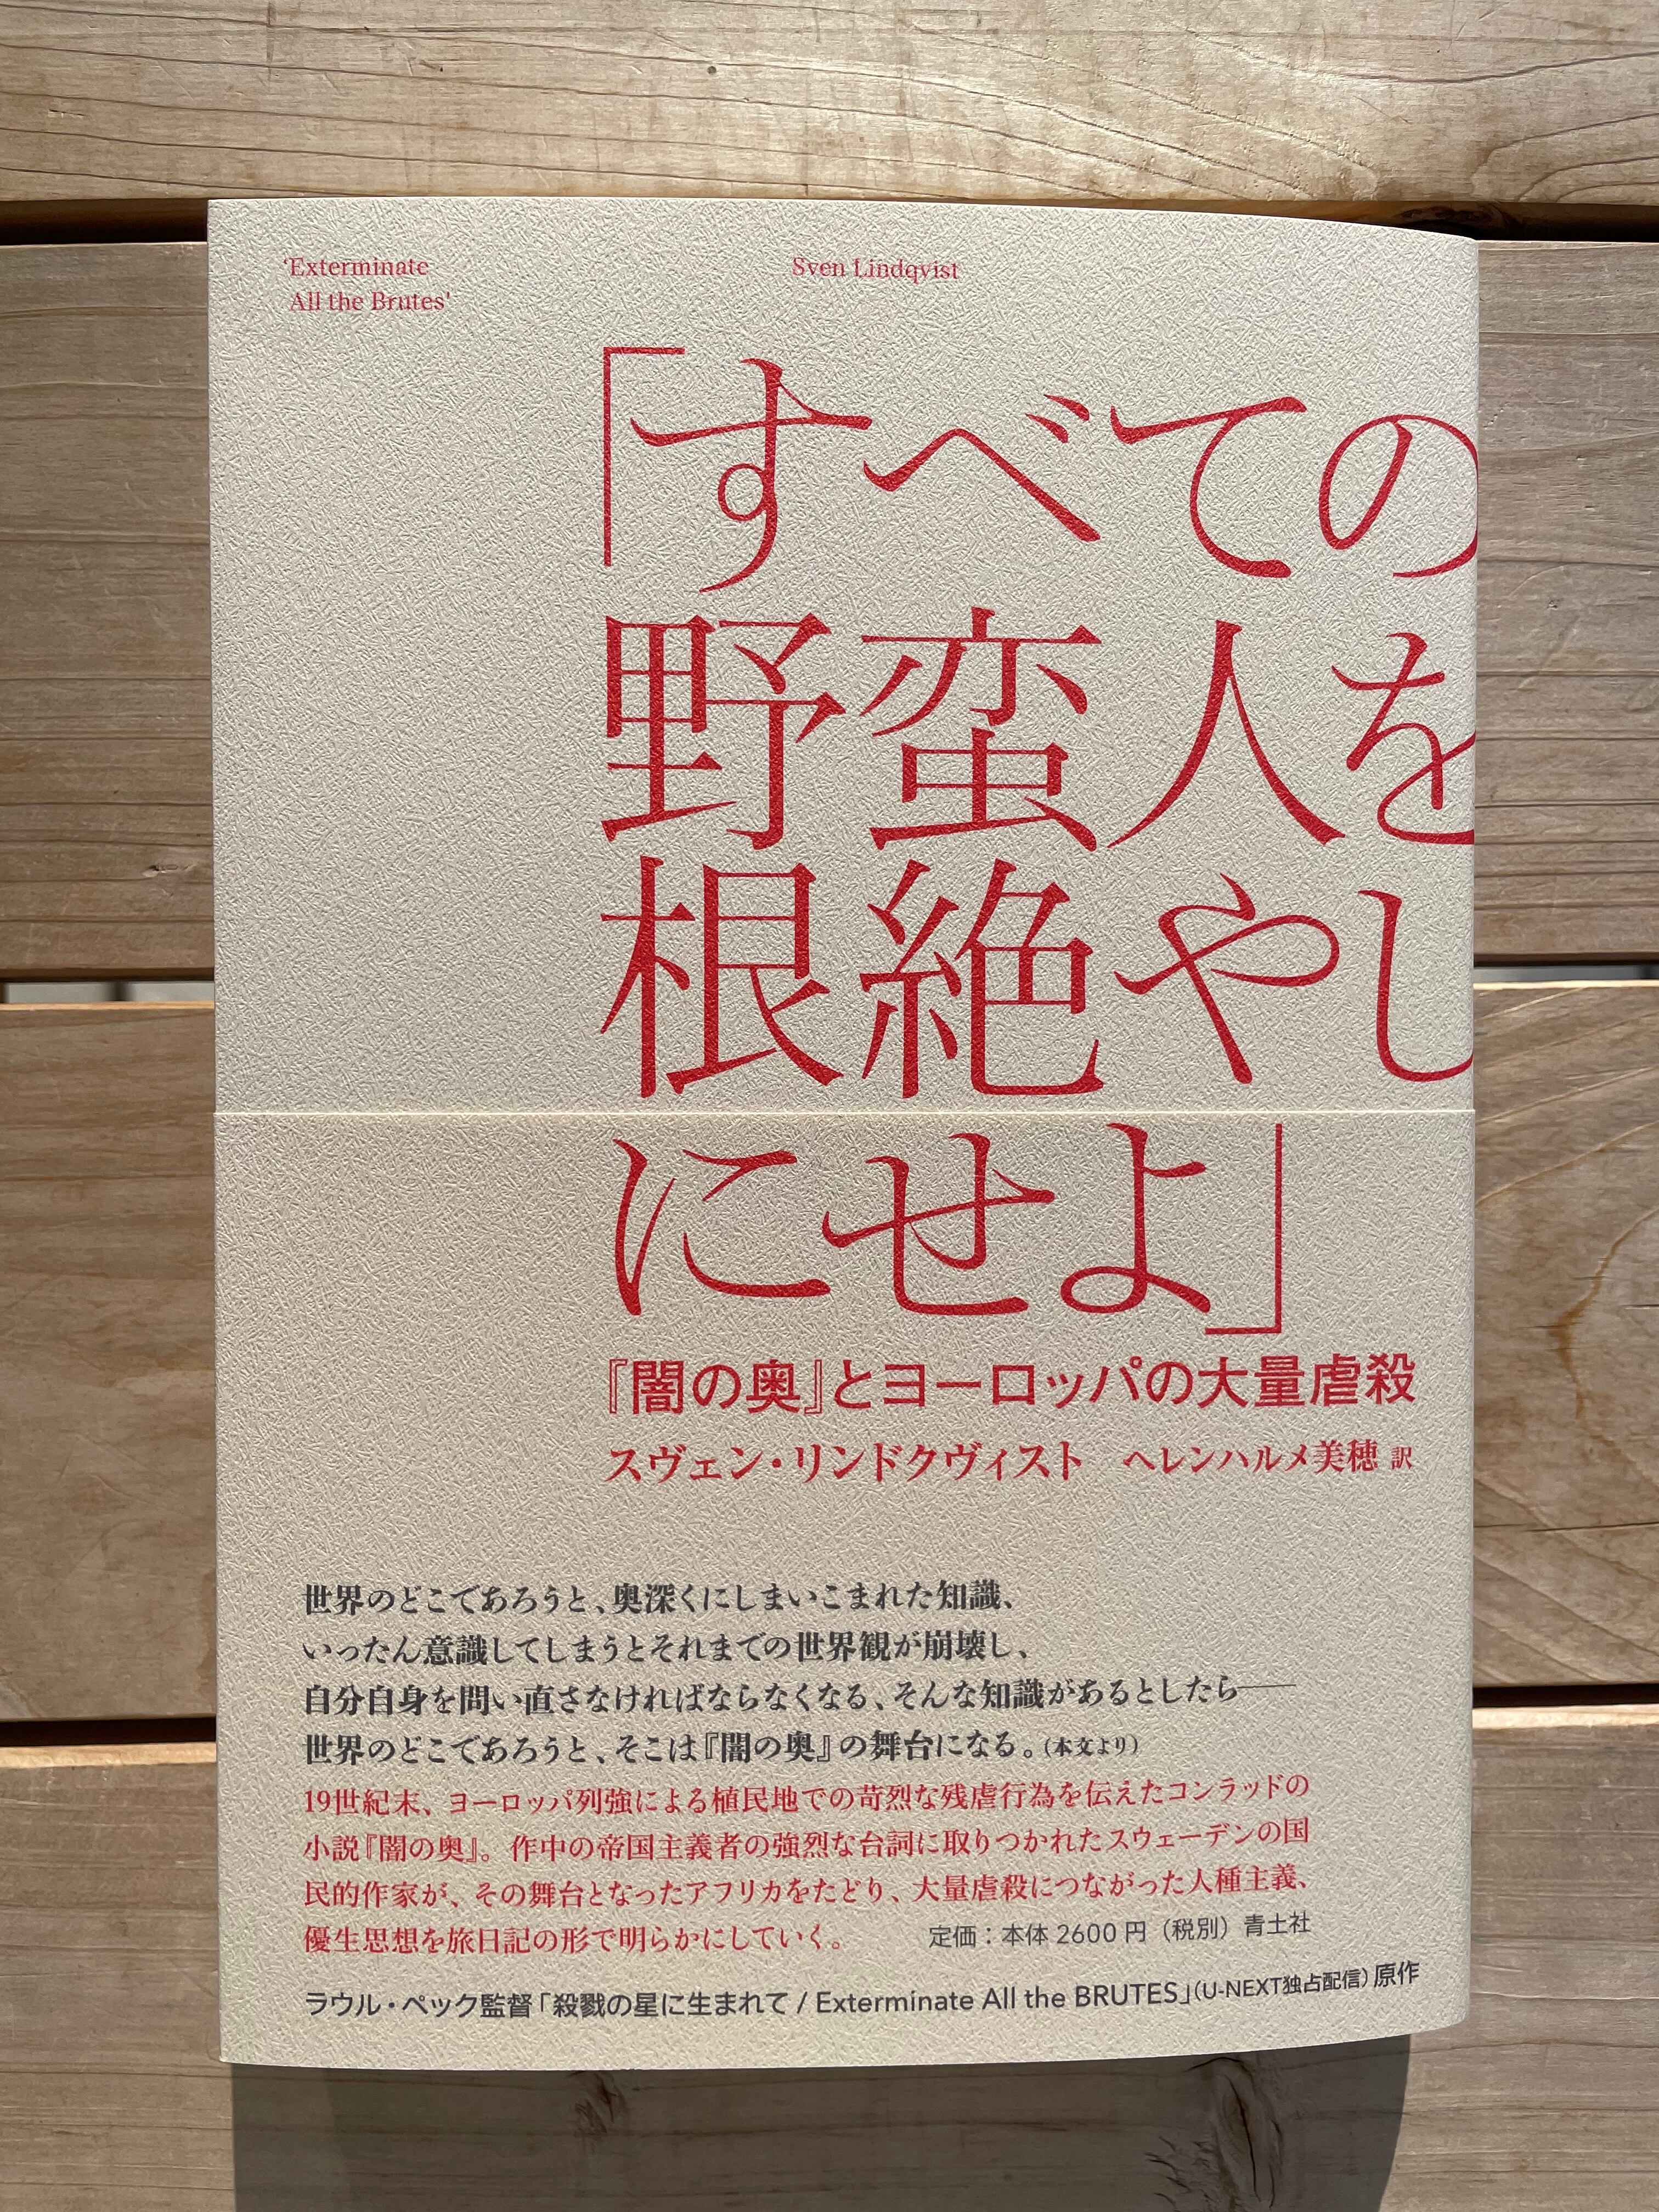 ‘Exterminate
All the Brutes’
Sven Lindqvist
「すべての
野蛮人を
根絶やし
にせよ」
『闇の奥』とヨーロッパの大量虐殺
スヴェン・リンドクヴィスト　ヘレンハルメ美穂 訳
世界のどこであろうと、奥深くにしまいこまれた知識、
いったん意識してしまうとそれまでの世界観が崩壊し、
自分自身を問い直さなければならなくなる、そんな知識があるとしたら――
世界のどこであろうと、そこは『闇の奥』の舞台になる。（本文より）
19世紀末、ヨーロッパ列強による植民地での苛烈な残虐行為を伝えたコンラッドの
小説『闇の奥』。作中の帝国主義者の強烈な台詞に取りつかれたスウェーデンの国
民的作家が、その舞台となったアフリカをたどり、大量虐殺につながった人種主義、
優生思想を旅日記の形で明らかにしていく。
定価：本体 2600 円（税別）青土社
ラウル・ペック監督「殺戮の星に生まれて / Exterminate All the BRUTES」（U-NEXT独占配信）原作